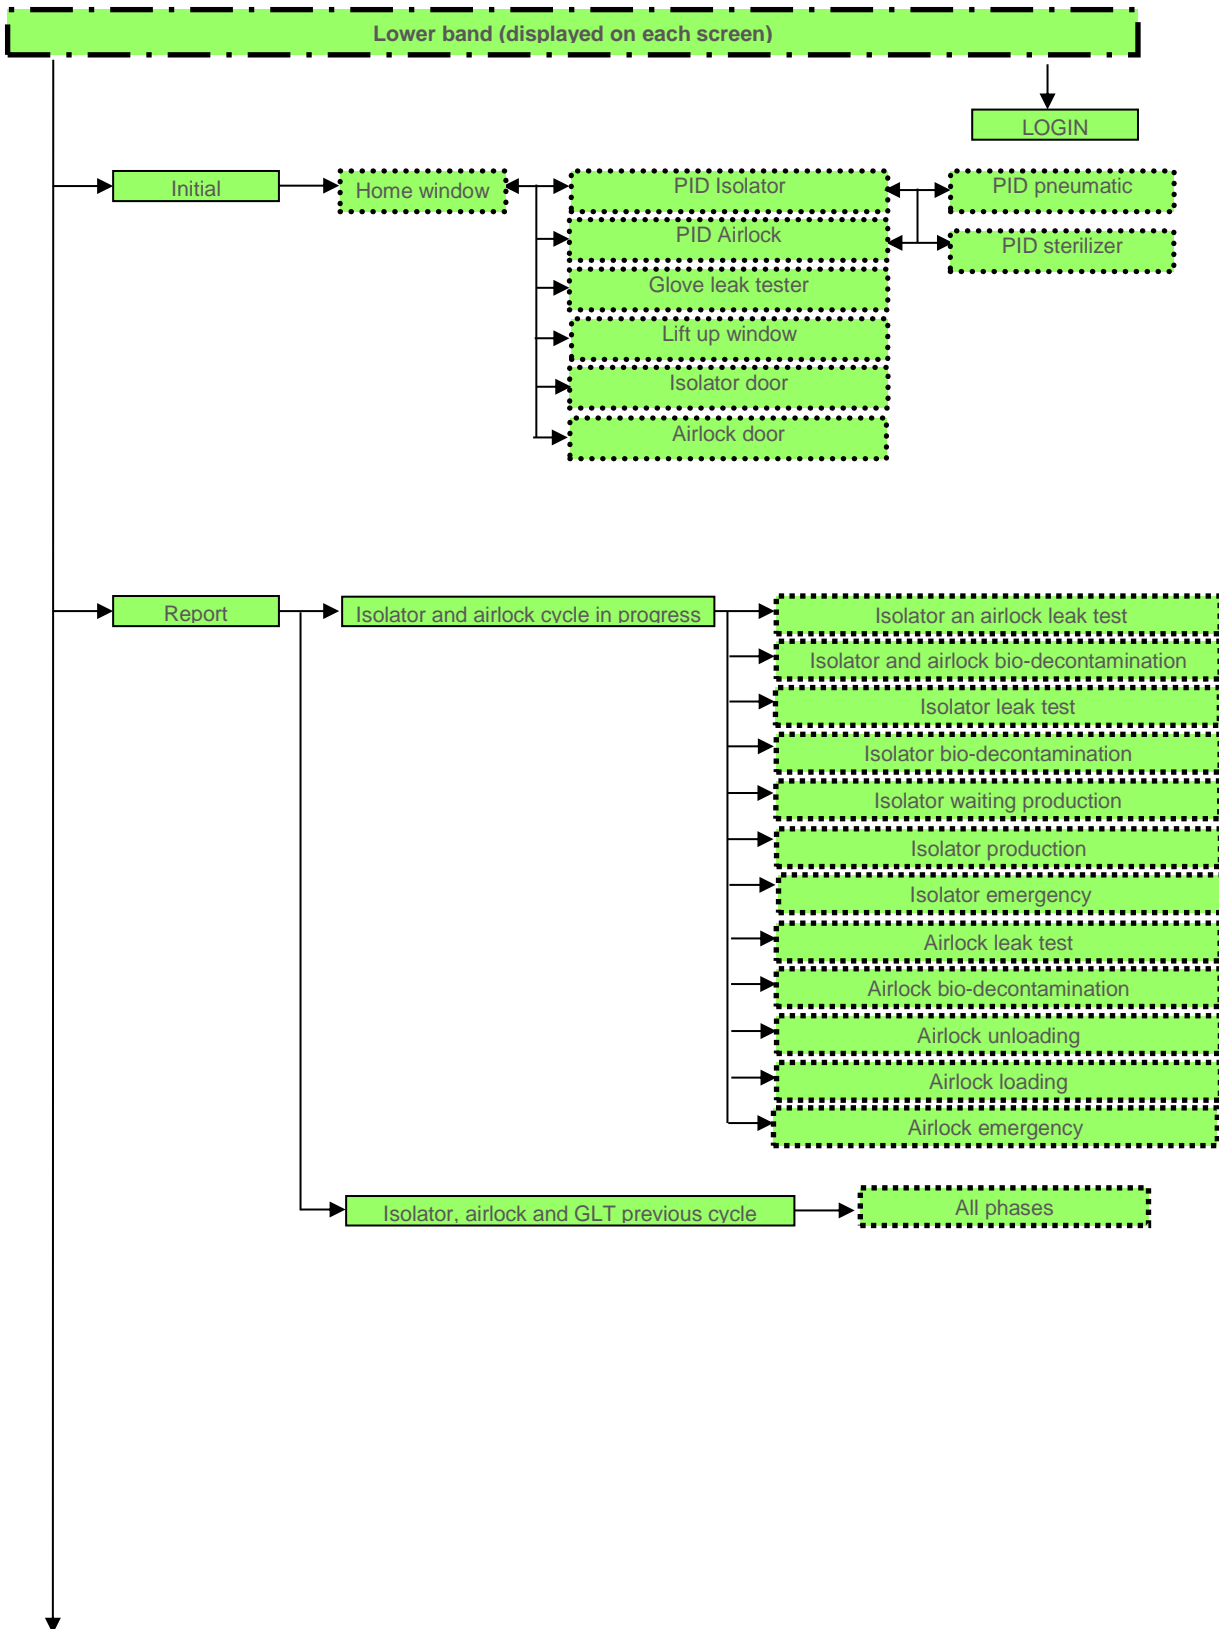 Lower band (displayed on each screen)
LOGIN
Initial
Home window
PID Isolator
PID pneumatic
PID Airlock
PID sterilizer
Glove leak tester
Lift up window
Isolator door
Airlock door
Report
Isolator and airlock cycle in progress
Isolator an airlock leak test
Isolator and airlock bio-decontamination
Isolator leak test
Isolator bio-decontamination
Isolator waiting production
Isolator production
Isolator emergency
Airlock leak test
Airlock bio-decontamination
Airlock unloading
Airlock loading
Airlock emergency
Isolator, airlock and GLT previous cycle
All phases